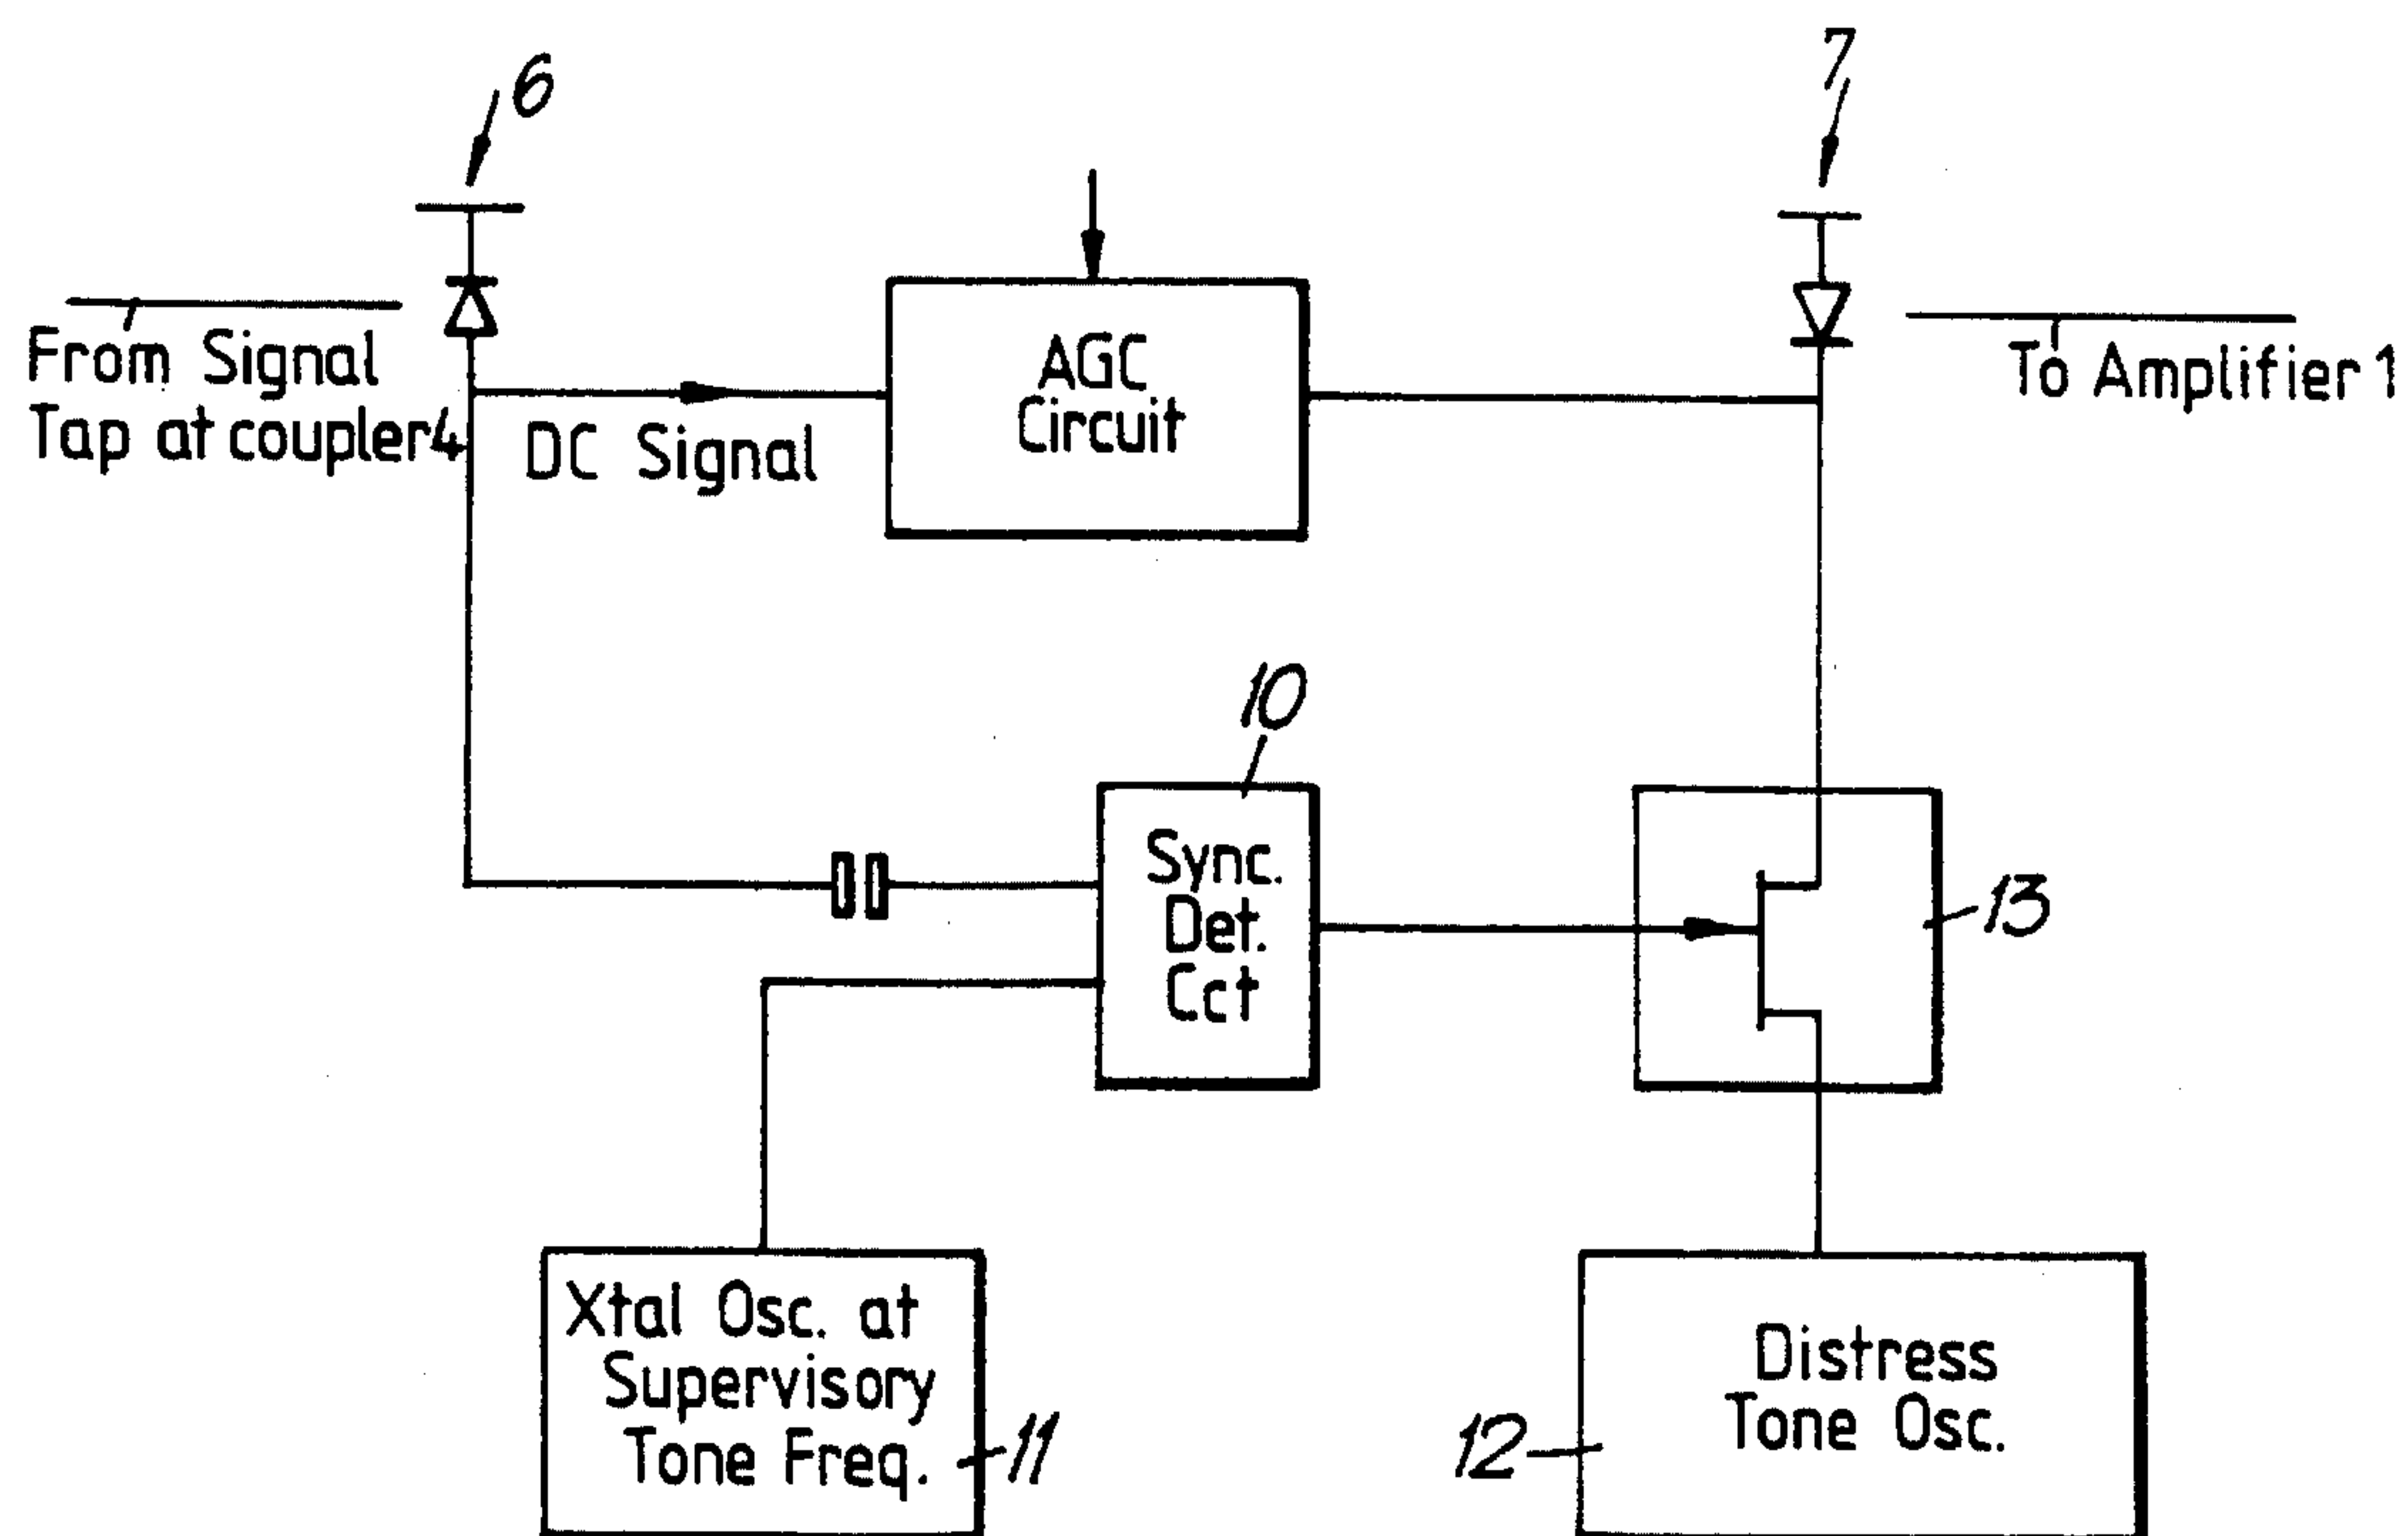 6
7
From Signal
Tap at coupler4
DC Signal
AGC
Circuit
To Amplifier 1
10
Sync.
Det.
Cct
13
Xtal Osc. at
Supervisory
Tone Freq.
11
12
Distress
Tone Osc.